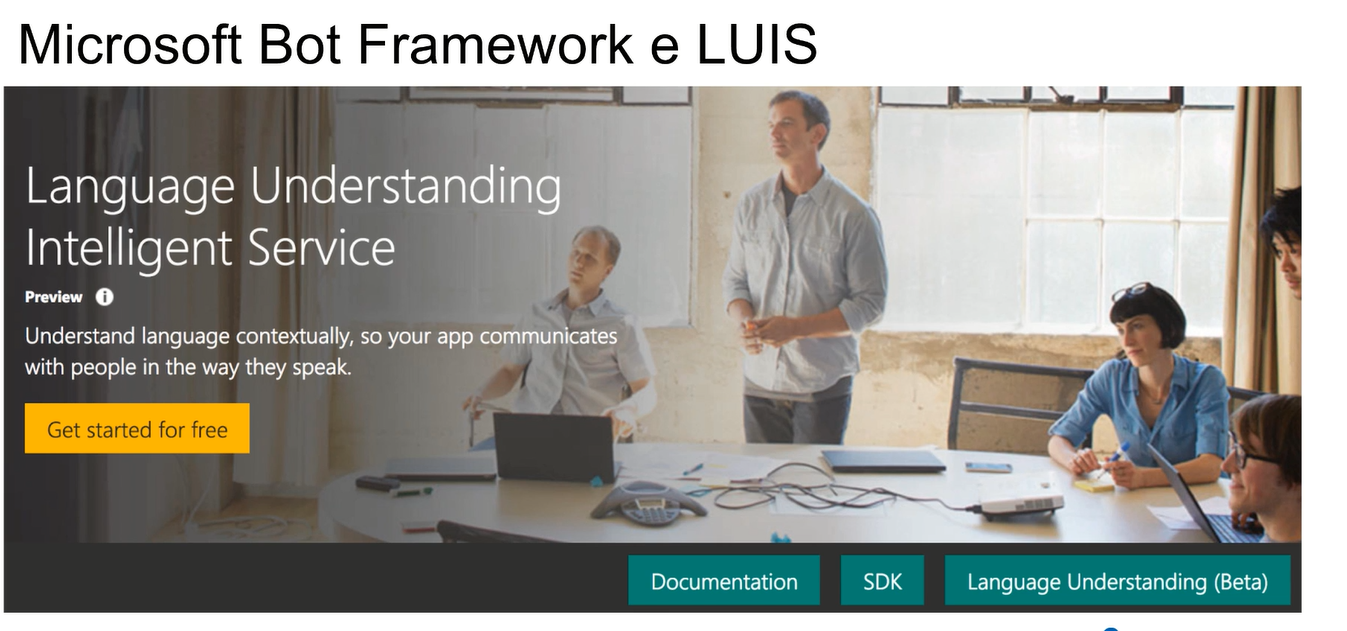 Microsoft Bot Framework e LUIS
Language Understanding
Intelligent Service
Preview
Understand language contextually, so your app communicates
with people in the way they speak.
Get started for free
Documentation
SDK
Language Understanding (Beta)